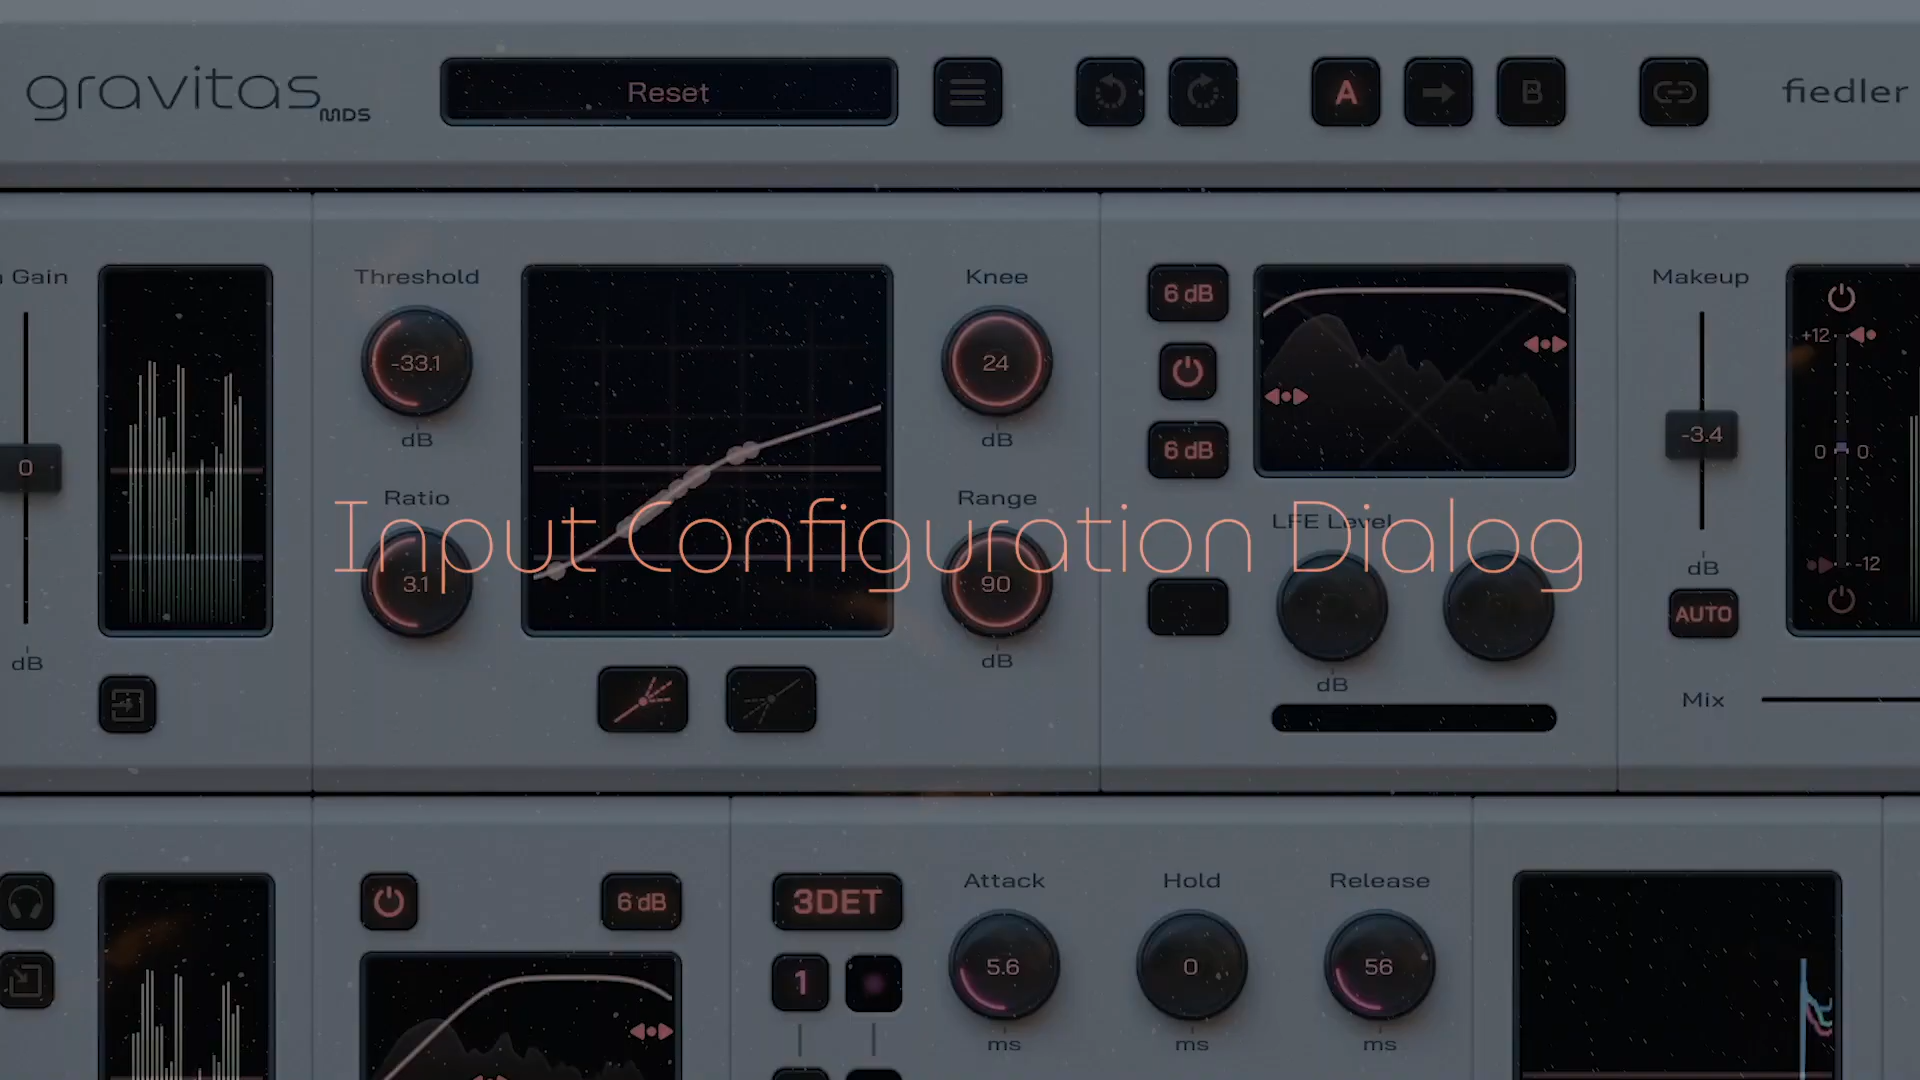 gravitas MDS
Reset
A
B
fiedler
Gain
Threshold
Knee
6 dB
Makeup
-33.1
24
+12
dB
dB
0
-3.4
0 0
6 dB
Ratio
Range
LFE Level
Input Configuration Dialog
3.1
90
dB
-12
AUTO
dB
dB
dB
Mix
6 dB
3DET
Attack
Hold
Release
1
5.6
0
56
ms
ms
ms